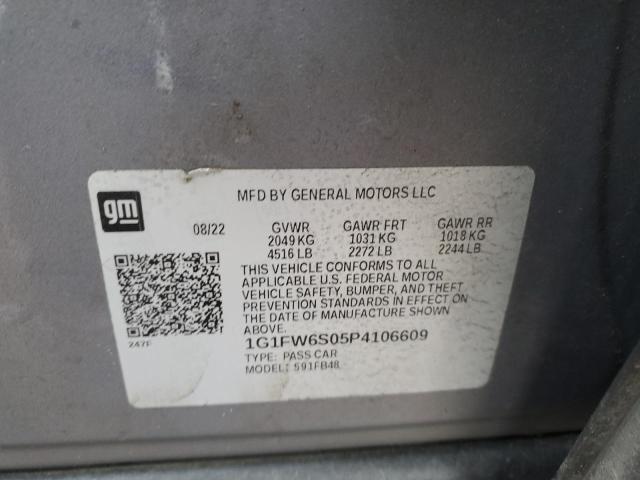 gm
MFD BY GENERAL MOTORS LLC
08/22 GVWR GAWR FRT GAWR RR
2049 KG 1031 KG 1018 KG
4516 LB 2272 LB 2244 LB
THIS VEHICLE CONFORMS TO ALL
APPLICABLE U.S. FEDERAL MOTOR
VEHICLE SAFETY, BUMPER, AND THEFT
PREVENTION STANDARDS IN EFFECT ON
THE DATE OF MANUFACTURE SHOWN
ABOVE.
247F
1G1FW6S05P4106609
TYPE: PASS CAR
MODEL: 591FB48